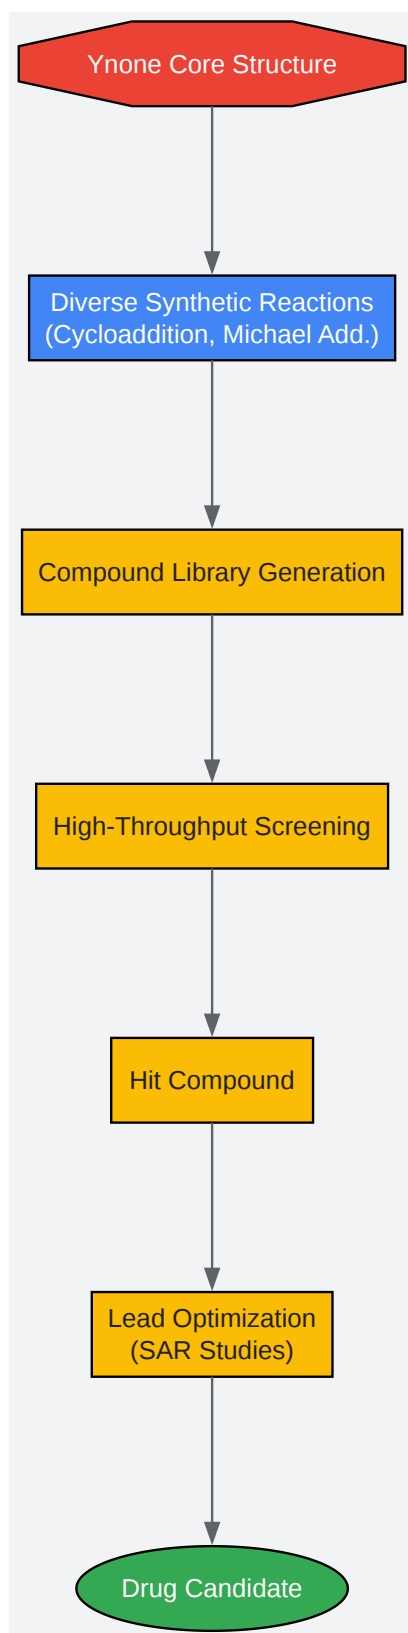 Ynone Core Structure
Diverse Synthetic Reactions
(Cycloaddition, Michael Add.)
Compound Library Generation
High-Throughput Screening
Hit Compound
Lead Optimization
(SAR Studies)
Drug Candidate